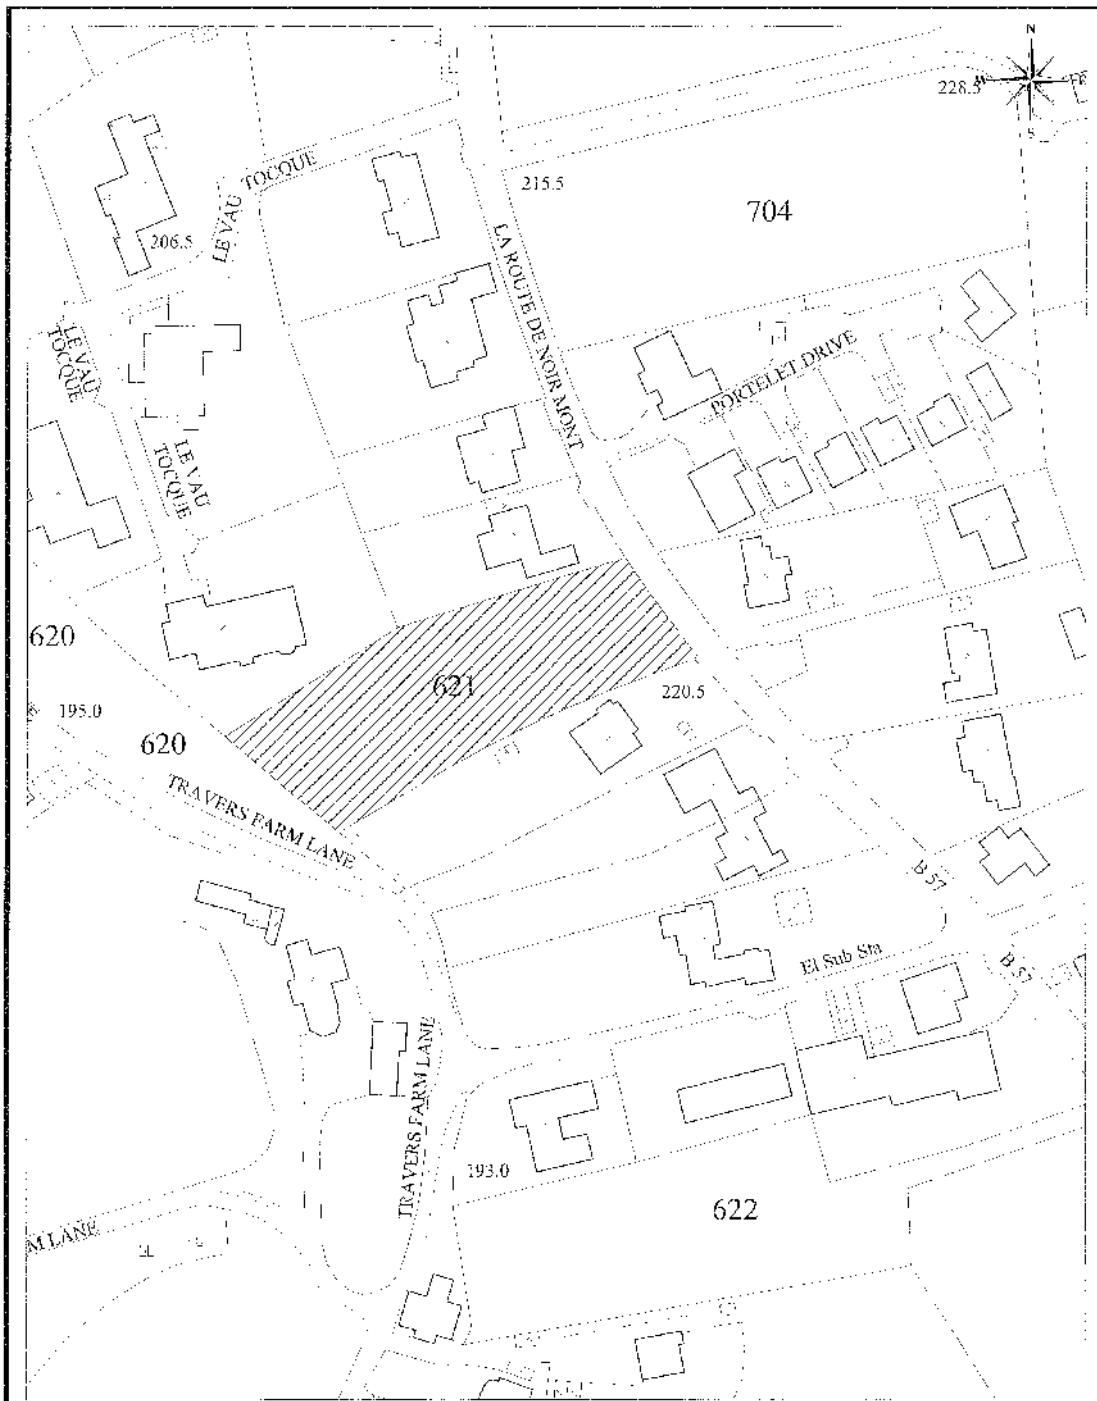 N
228.5
W
E
S
LE VAU TOCQUE
215.5
704
206.5
LA ROUTE DE NOIR MONT
LE VAU
TOCQUE
PORTELET DRIVE
LE VAU
TOCQUE
620
621
195.0
220.5
620
TRAVERS FARM LANE
B 57
El Sub Sta
B 57
TRAVERS FARM LANE
193.0
622
M LANE